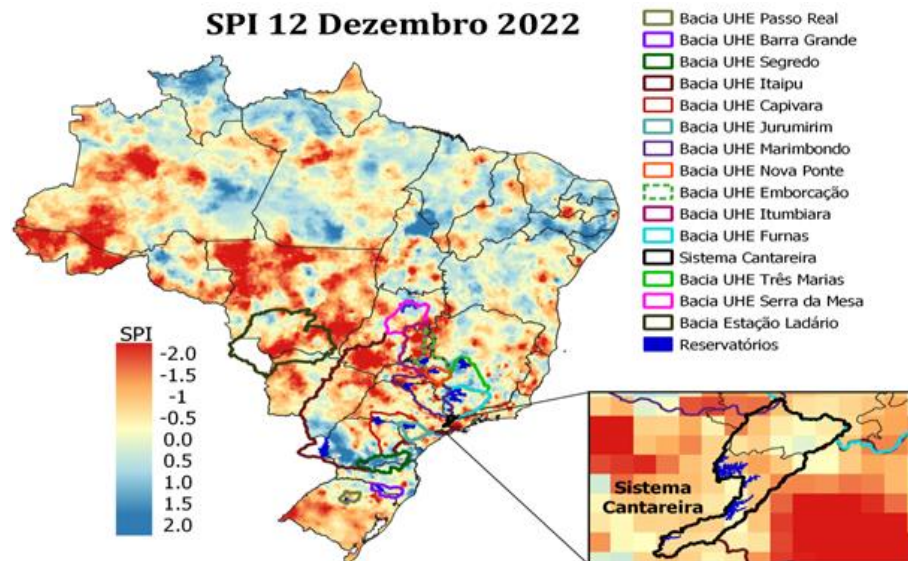 SPI 12 Dezembro 2022
Bacia UHE Passo Real
Bacia UHE Barra Grande
Bacia UHE Segredo
Bacia UHE Itaipu
Bacia UHE Capivara
Bacia UHE Jurumirim
Bacia UHE Marimbondo
Bacia UHE Nova Ponte
Bacia UHE Emborcação
Bacia UHE Itumbiara
Bacia UHE Furnas
Sistema Cantareira
Bacia UHE Três Marias
Bacia UHE Serra da Mesa
Bacia Estação Ladário
Reservatórios
SPI
-2.0
-1.5
-0.5
0.0
0.5
1.5
2.0
Sistema
Cantareira